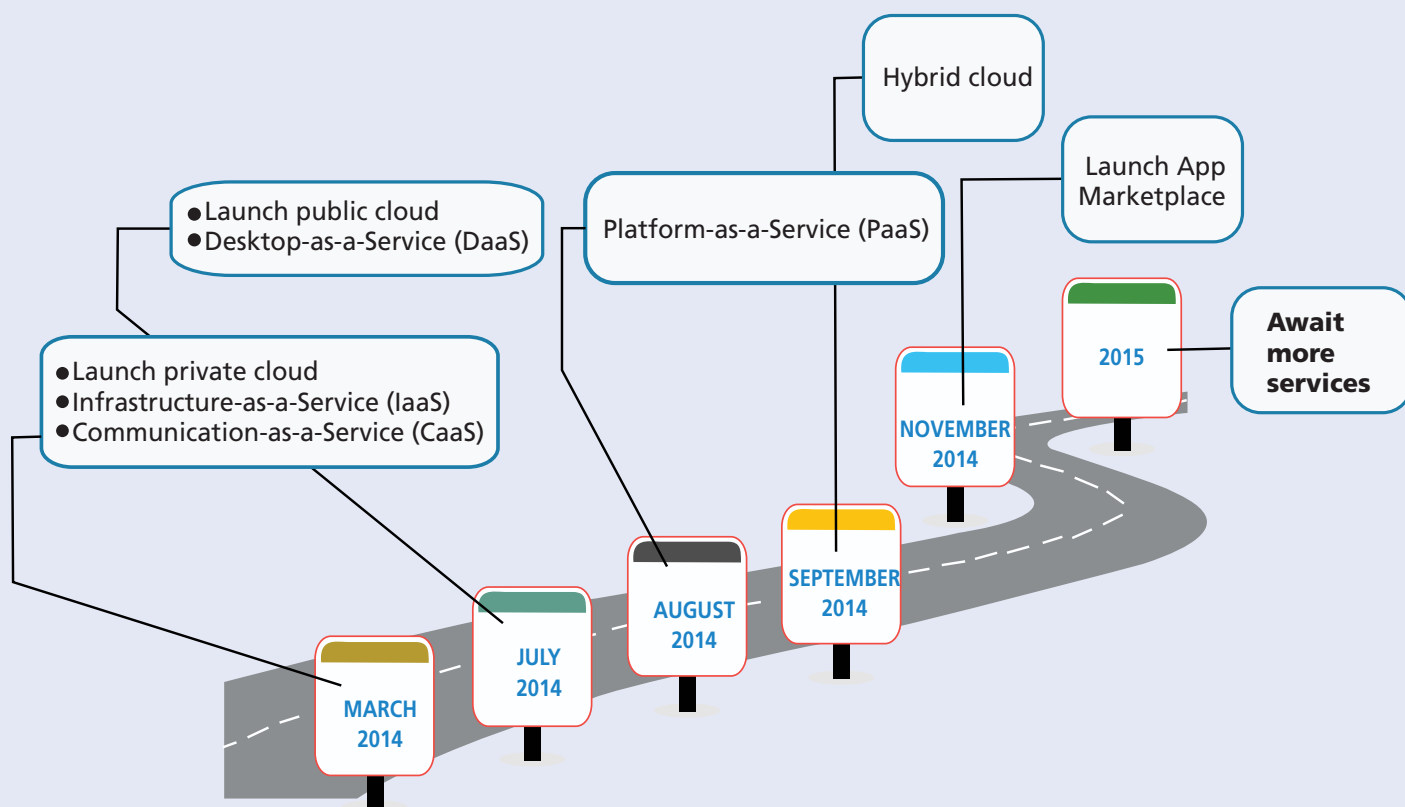 Hybrid cloud
Launch App
Marketplace
● Launch public cloud
● Desktop-as-a-Service (DaaS)
Platform-as-a-Service (PaaS)
● Launch private cloud
● Infrastructure-as-a-Service (IaaS)
● Communication-as-a-Service (CaaS)
Await
more
services
2015
NOVEMBER
2014
SEPTEMBER
2014
AUGUST
2014
JULY
2014
MARCH
2014